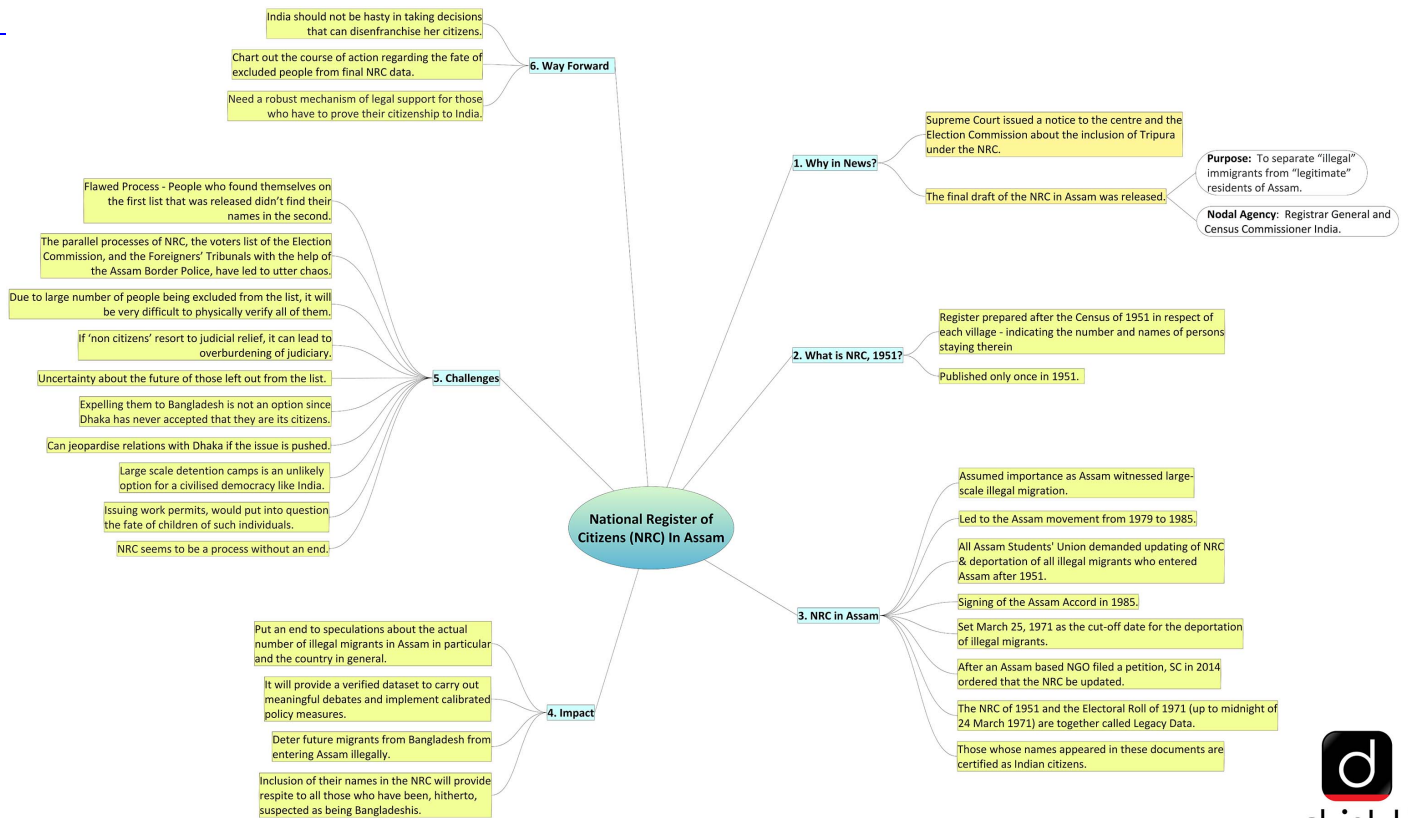 National Register of
Citizens (NRC) In Assam
1. Why in News?
Supreme Court issued a notice to the centre and the
Election Commission about the inclusion of Tripura
under the NRC.
The final draft of the NRC in Assam was released.
Purpose: To separate “illegal”
immigrants from “legitimate”
residents of Assam.
Nodal Agency: Registrar General and
Census Commissioner India.
2. What is NRC, 1951?
Register prepared after the Census of 1951 in respect of
each village - indicating the number and names of persons
staying therein
Published only once in 1951.
3. NRC in Assam
Assumed importance as Assam witnessed large-
scale illegal migration.
Led to the Assam movement from 1979 to 1985.
All Assam Students' Union demanded updating of NRC
& deportation of all illegal migrants who entered
Assam after 1951.
Signing of the Assam Accord in 1985.
Set March 25, 1971 as the cut-off date for the deportation
of illegal migrants.
After an Assam based NGO filed a petition, SC in 2014
ordered that the NRC be updated.
The NRC of 1951 and the Electoral Roll of 1971 (up to midnight of
24 March 1971) are together called Legacy Data.
Those whose names appeared in these documents are
certified as Indian citizens.
4. Impact
Put an end to speculations about the actual
number of illegal migrants in Assam in particular
and the country in general.
It will provide a verified dataset to carry out
meaningful debates and implement calibrated
policy measures.
Deter future migrants from Bangladesh from
entering Assam illegally.
Inclusion of their names in the NRC will provide
respite to all those who have been, hitherto,
suspected as being Bangladeshis.
5. Challenges
Flawed Process - People who found themselves on
the first list that was released didn’t find their
names in the second.
The parallel processes of NRC, the voters list of the Election
Commission, and the Foreigners’ Tribunals with the help of
the Assam Border Police, have led to utter chaos.
Due to large number of people being excluded from the list, it will
be very difficult to physically verify all of them.
If ‘non citizens’ resort to judicial relief, it can lead to
overburdening of judiciary.
Uncertainty about the future of those left out from the list.
Expelling them to Bangladesh is not an option since
Dhaka has never accepted that they are its citizens.
Can jeopardise relations with Dhaka if the issue is pushed.
Large scale detention camps is an unlikely
option for a civilised democracy like India.
Issuing work permits, would put into question
the fate of children of such individuals.
NRC seems to be a process without an end.
6. Way Forward
India should not be hasty in taking decisions
that can disenfranchise her citizens.
Chart out the course of action regarding the fate of
excluded people from final NRC data.
Need a robust mechanism of legal support for those
who have to prove their citizenship to India.
d